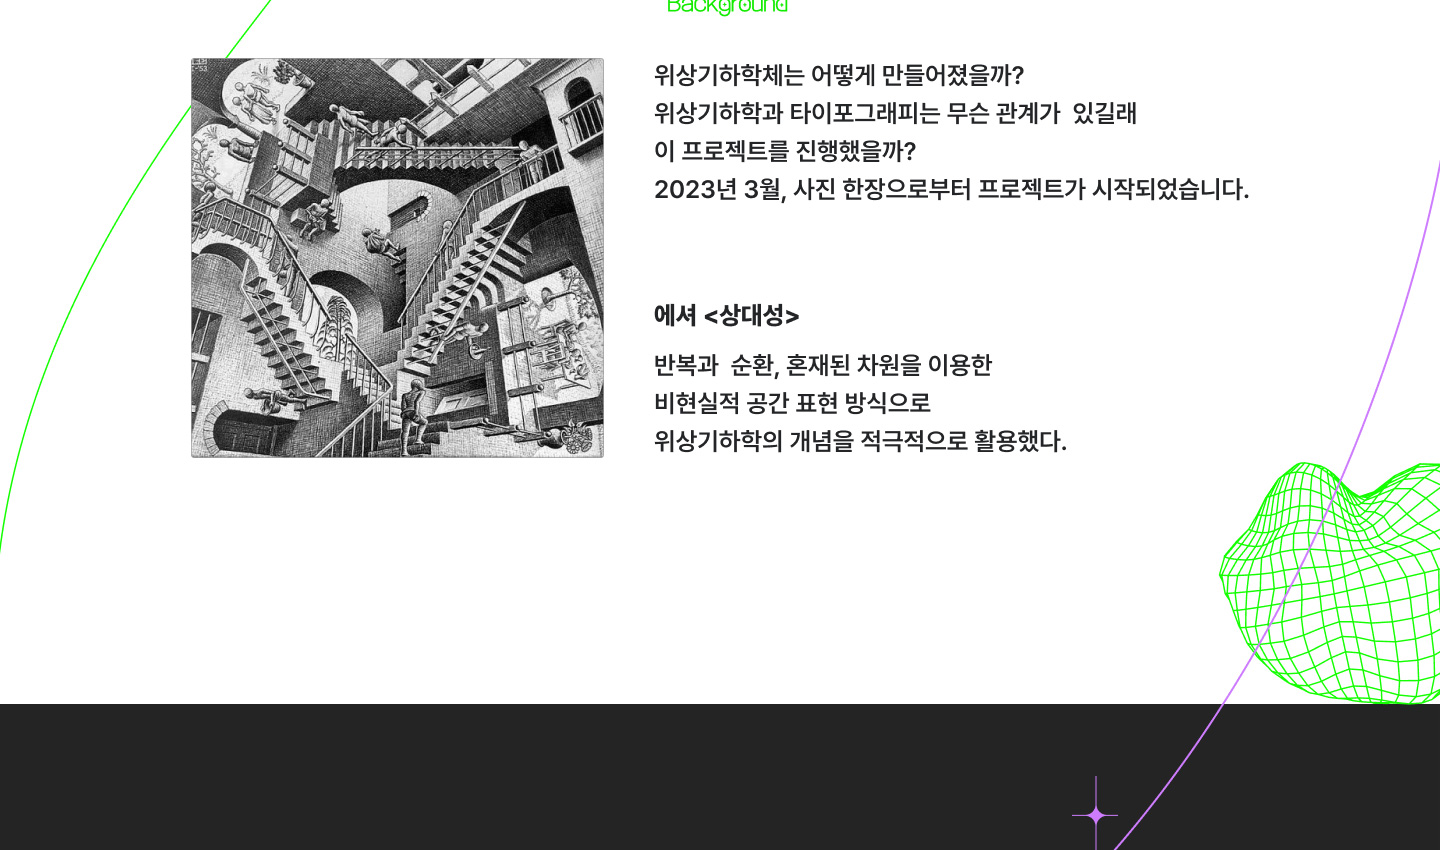 Background
위상기하학체는 어떻게 만들어졌을까?
위상기하학과 타이포그래피는 무슨 관계가  있길래
이 프로젝트를 진행했을까?
2023년 3월, 사진 한장으로부터 프로젝트가 시작되었습니다.
에셔 <상대성>
반복과  순환, 혼재된 차원을 이용한
비현실적 공간 표현 방식으로
위상기하학의 개념을 적극적으로 활용했다.